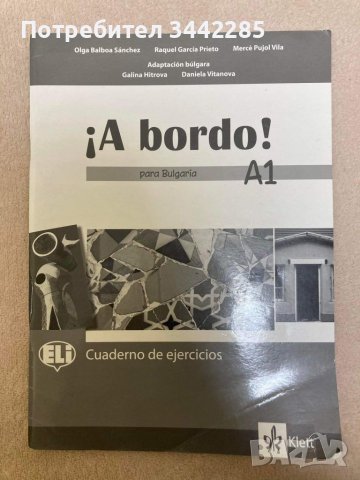 Потребител 3442285
Olga Balboa Sánchez Raquel García Prieto Mercè Pujol Vila
Adaptación búlgara
Galina Hitrova Daniela Vitanova
¡A bordo!
para Bulgaria A1
ELi Cuaderno de ejercicios
Klett
bazar